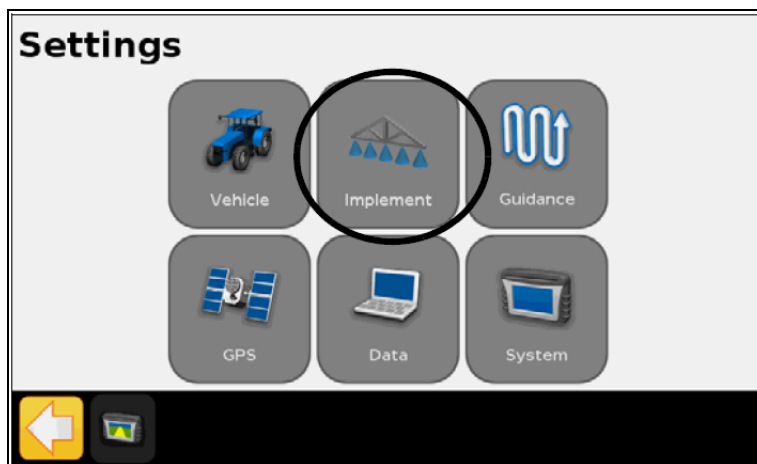 Settings
Vehicle
Implement
Guidance
GPS
Data
System